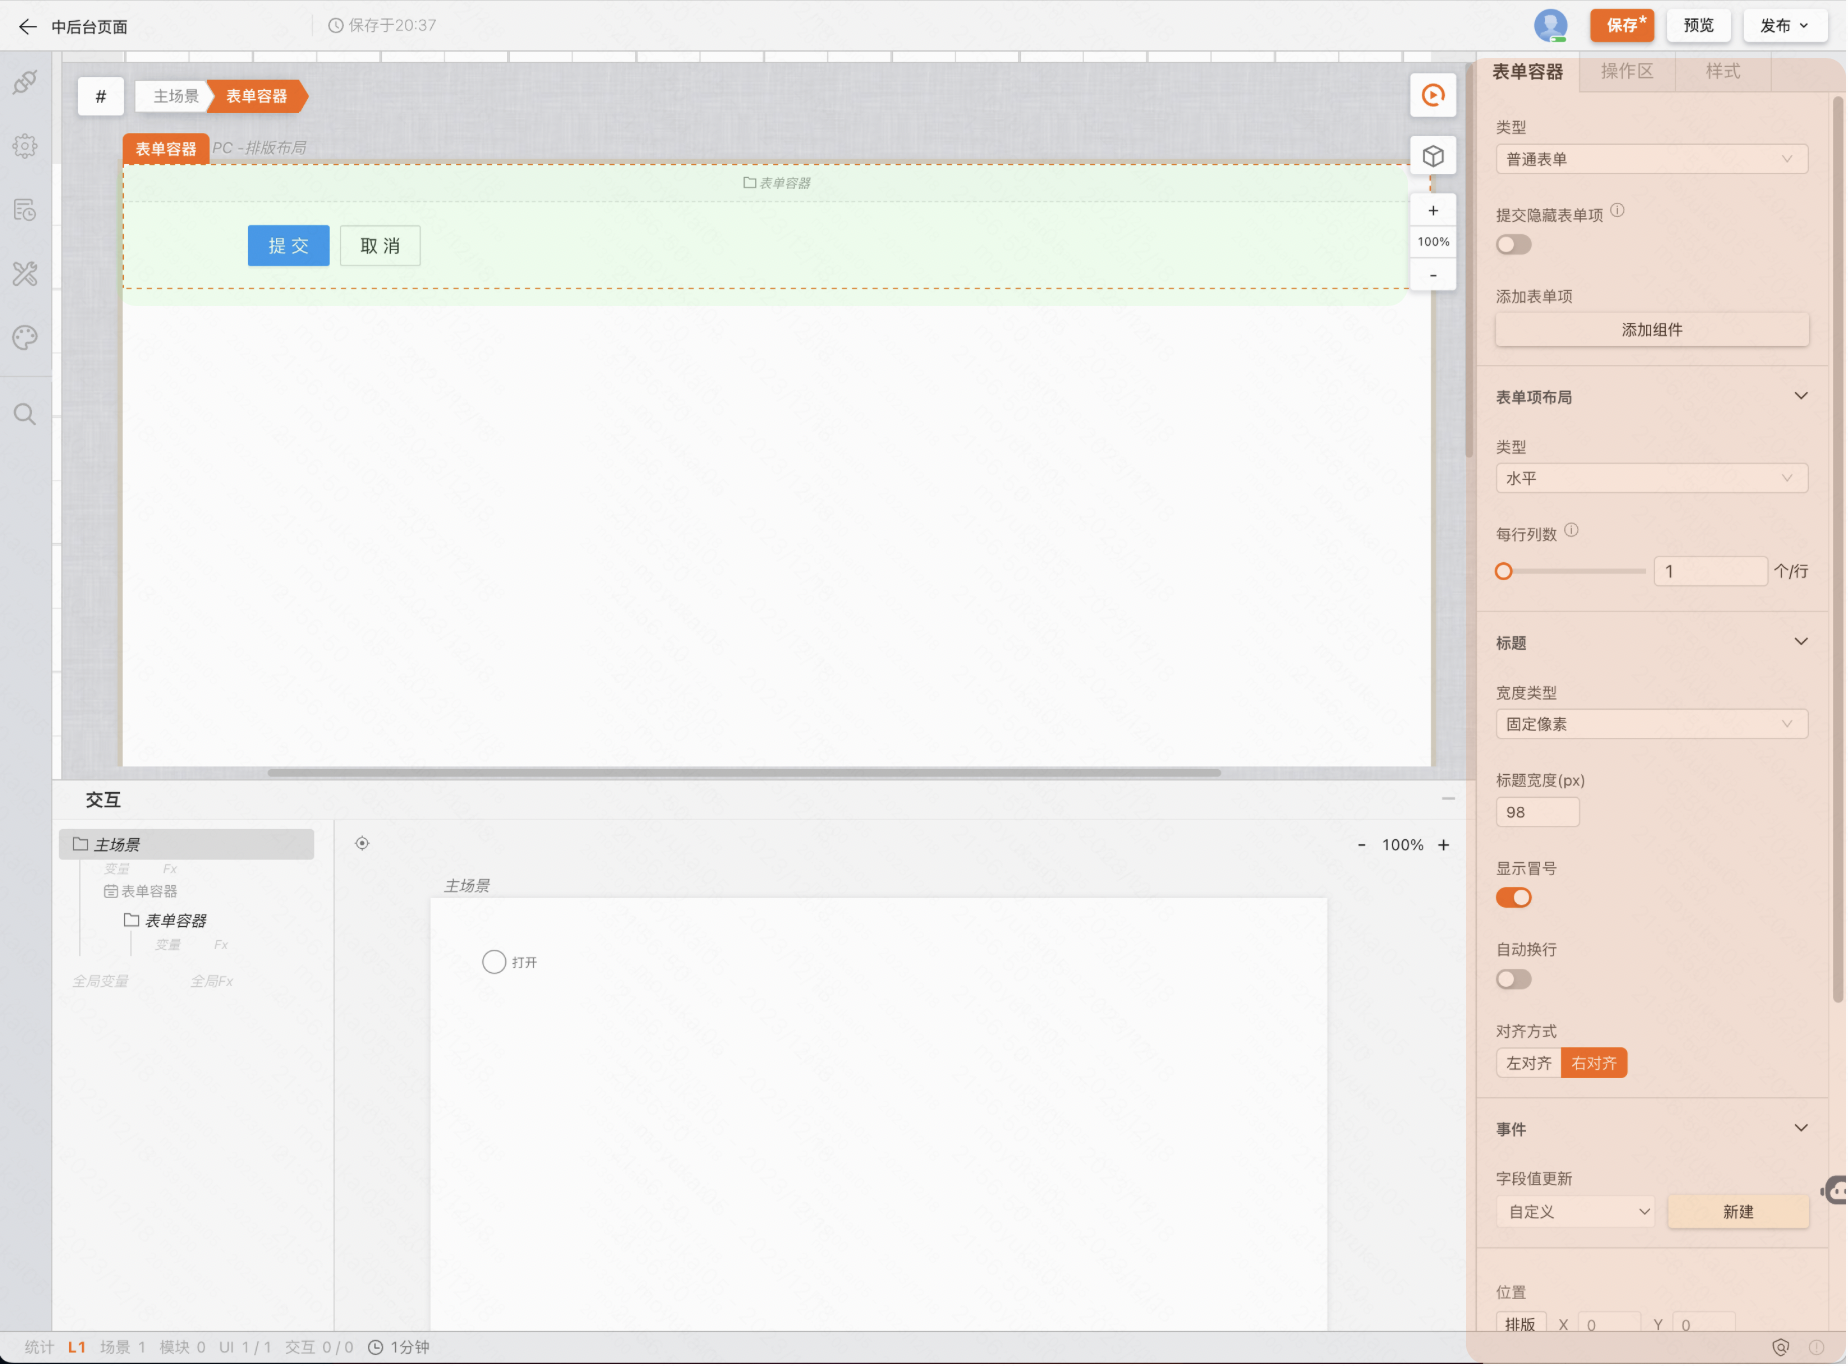 中后台页面
保存于20:37
保存*
预览
发布
#
主场景
表单容器
表单容器
PC -排版布局
表单容器
提 交
取 消
+
100%
-
表单容器
操作区
样式
类型
普通表单
提交隐藏表单项
添加表单项
添加组件
表单项布局
类型
水平
每行列数
1
个/行
标题
宽度类型
固定像素
标题宽度(px)
98
显示冒号
自动换行
对齐方式
左对齐
右对齐
事件
字段值更新
自定义
新建
位置
排版
X
0
Y
0
交互
主场景
变量 Fx
表单容器
表单容器
变量 Fx
全局变量 全局Fx
- 100% +
主场景
打开
统计 L1 场景 1 模块 0 UI 1 / 1 交互 0 / 0 1分钟